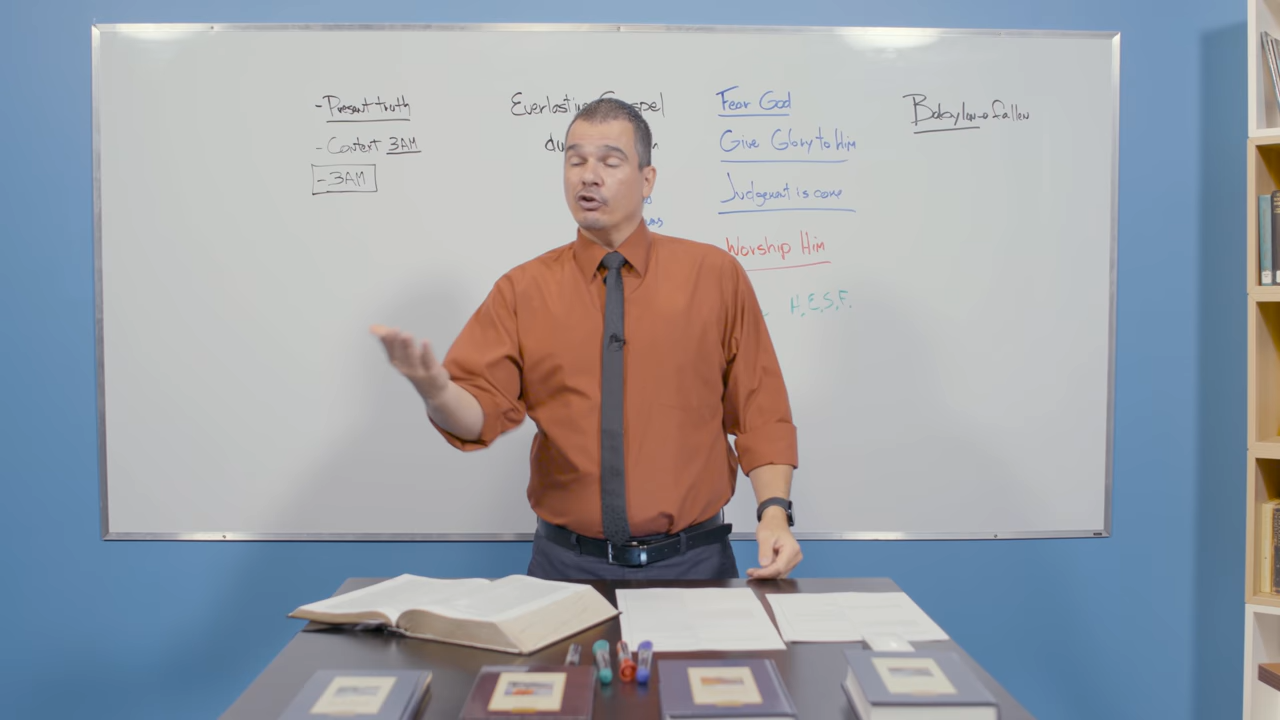 - Present truth
- Context 3AM
- 3AM
Everlasting Gospel
Fear God
Give Glory to Him
Judgement is come
Worship Him
H.E.S.F.
Babylon fallen